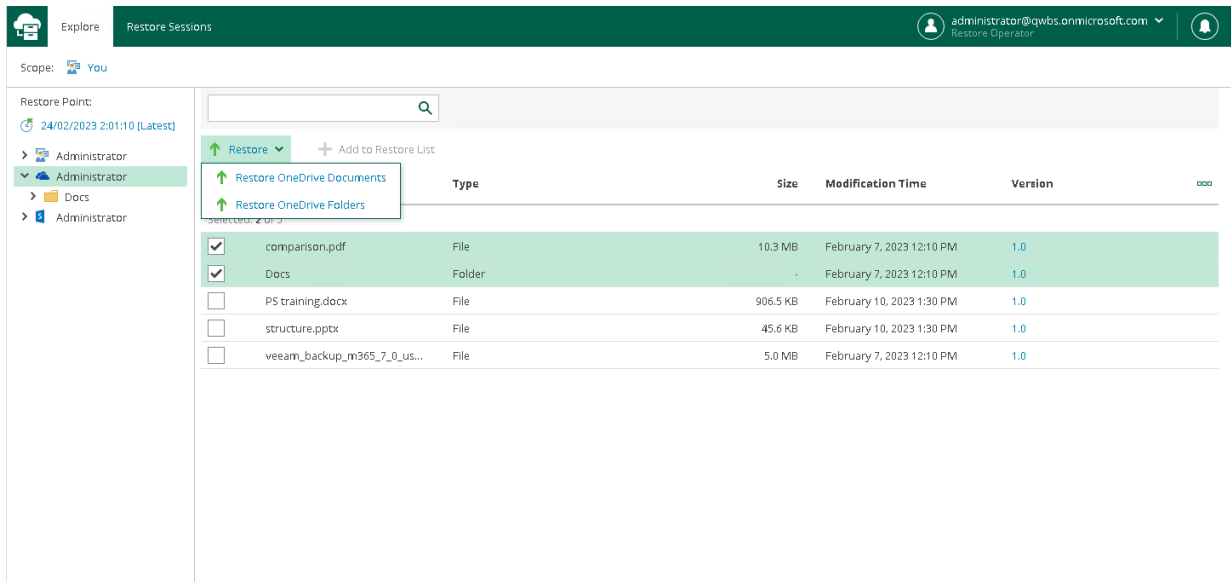 Explore Restore Sessions administrator@qwbs.onmicrosoft.com
Restore Operator
Scope: You
Restore Point:
24/02/2023 2:01:10 (Latest)
Administrator
Administrator
Docs
Administrator
Restore Add to Restore List
Restore OneDrive Documents
Restore OneDrive Folders
Type Size Modification Time Version
Selected: 2 of 5
comparison.pdf File 10.3 MB February 7, 2023 12:10 PM 1.0
Docs Folder - February 7, 2023 12:10 PM 1.0
PS training.docx File 906.5 KB February 10, 2023 1:30 PM 1.0
structure.pptx File 45.6 KB February 10, 2023 1:30 PM 1.0
veeam_backup_m365_7_0_us... File 5.0 MB February 7, 2023 12:10 PM 1.0